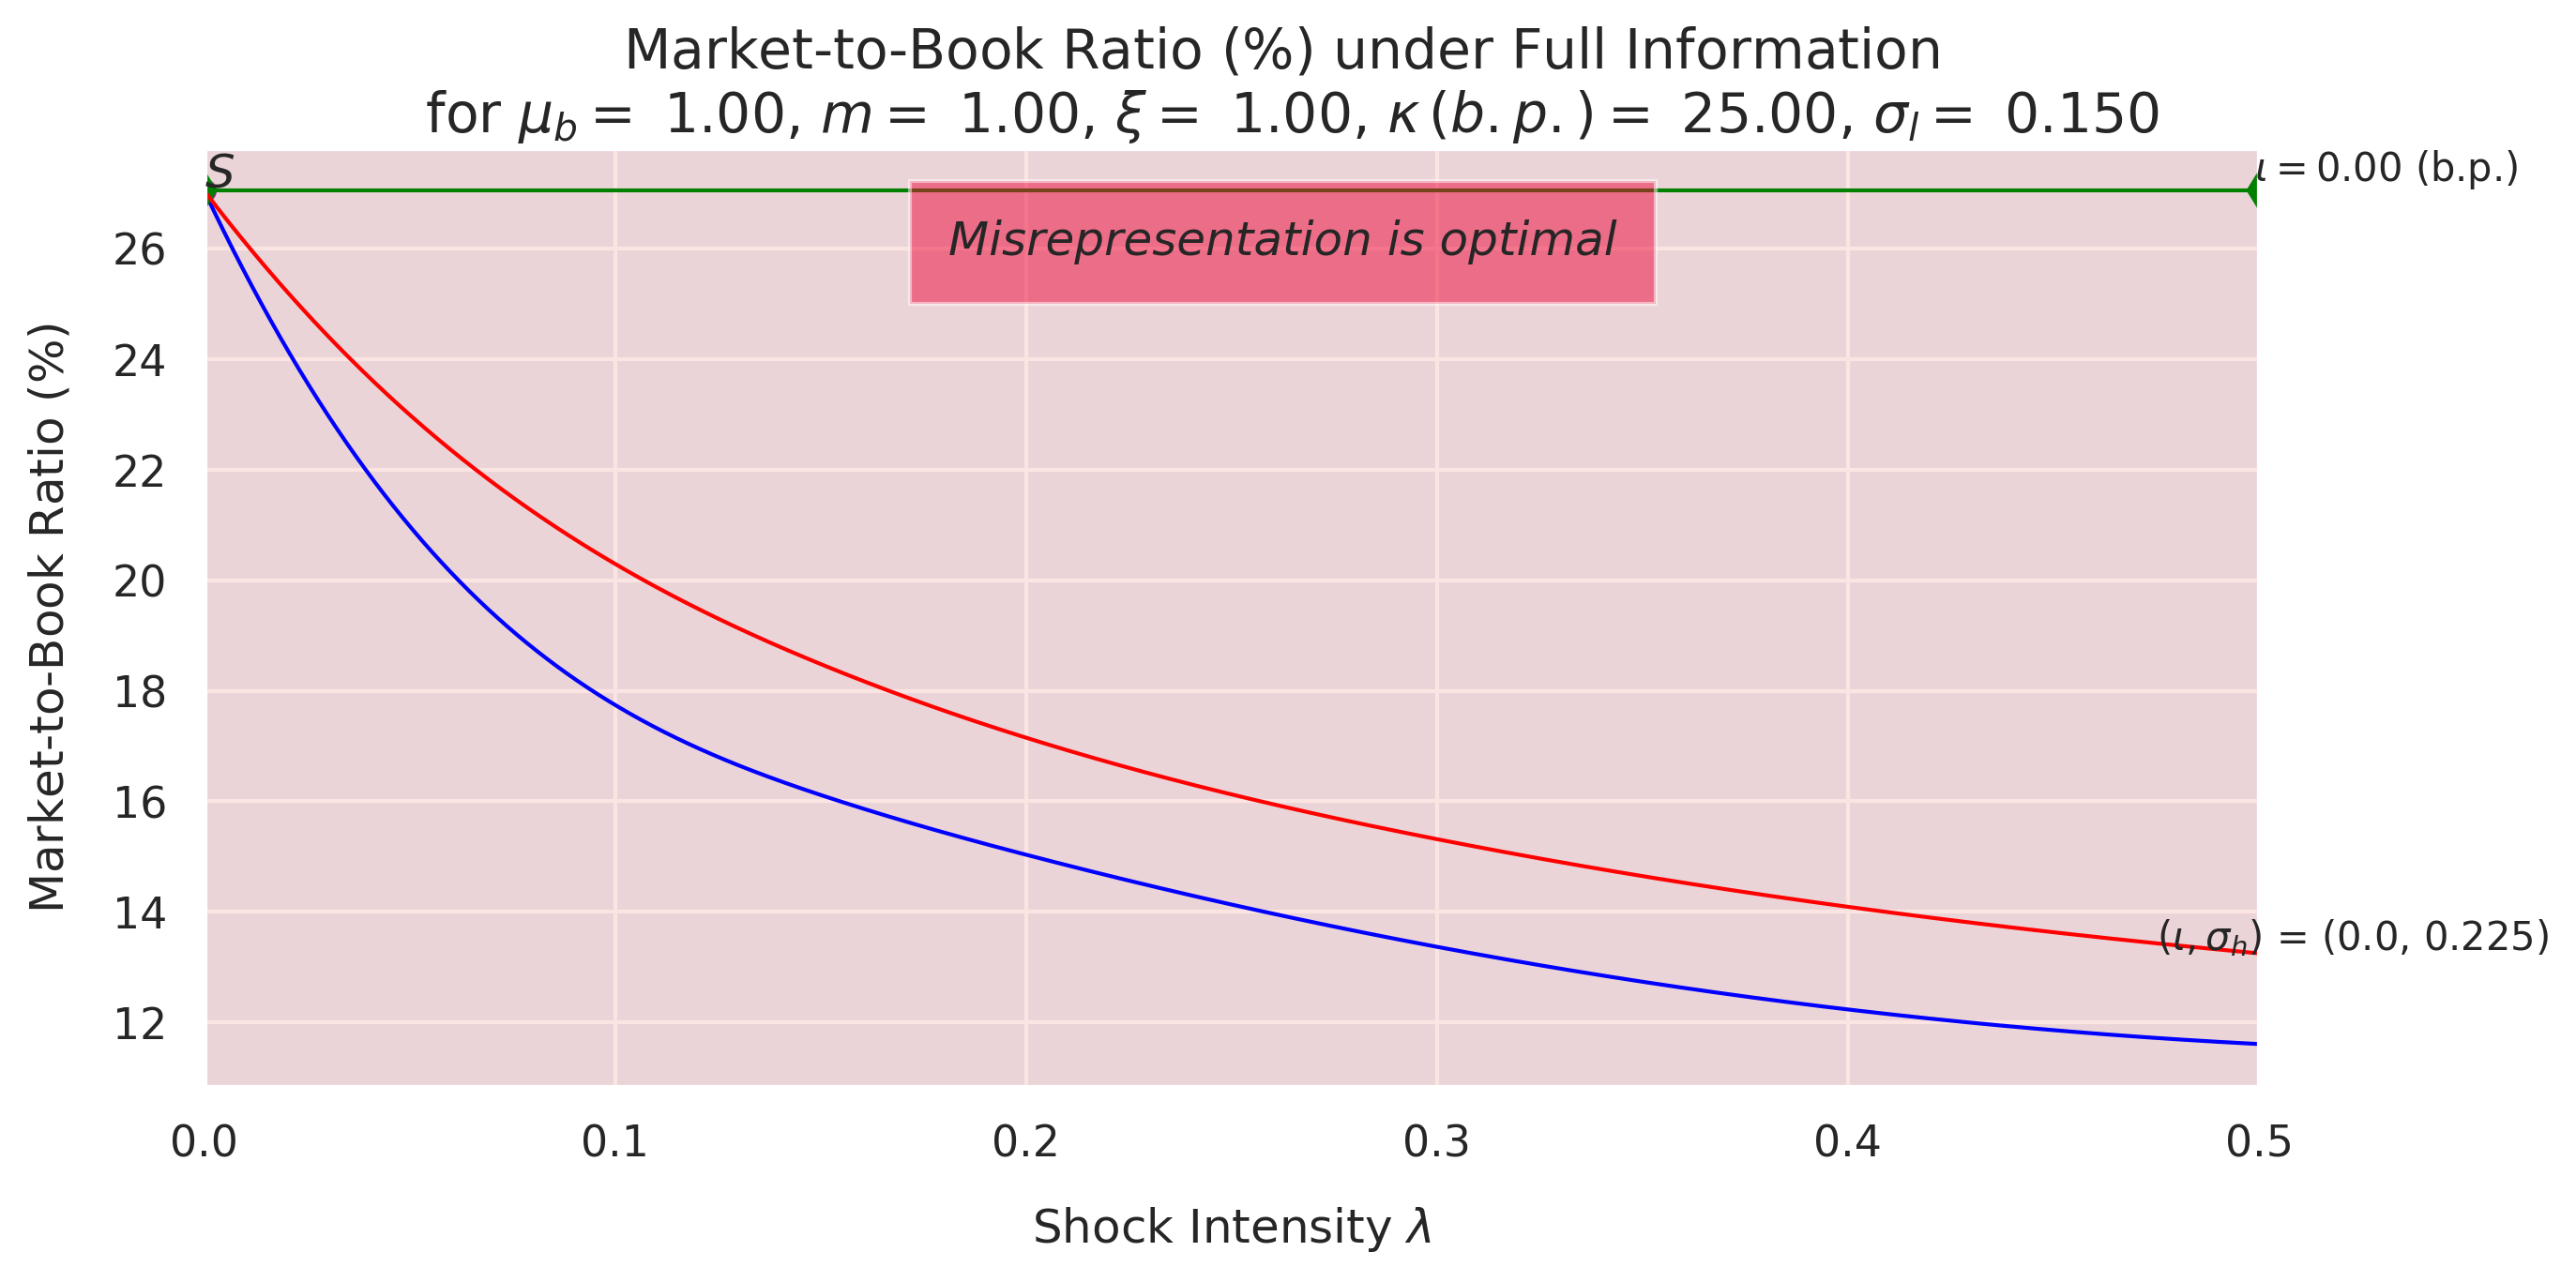 Market-to-Book Ratio (%) under Full Information
for μ_b = 1.00, m = 1.00, ξ = 1.00, κ (b.p.) = 25.00, σ_l = 0.150
S
ι = 0.00 (b.p.)
Misrepresentation is optimal
26
24
22
20
18
16
14
12
Market-to-Book Ratio (%)
(ι, σ_h) = (0.0, 0.225)
0.0 0.1 0.2 0.3 0.4 0.5
Shock Intensity λ